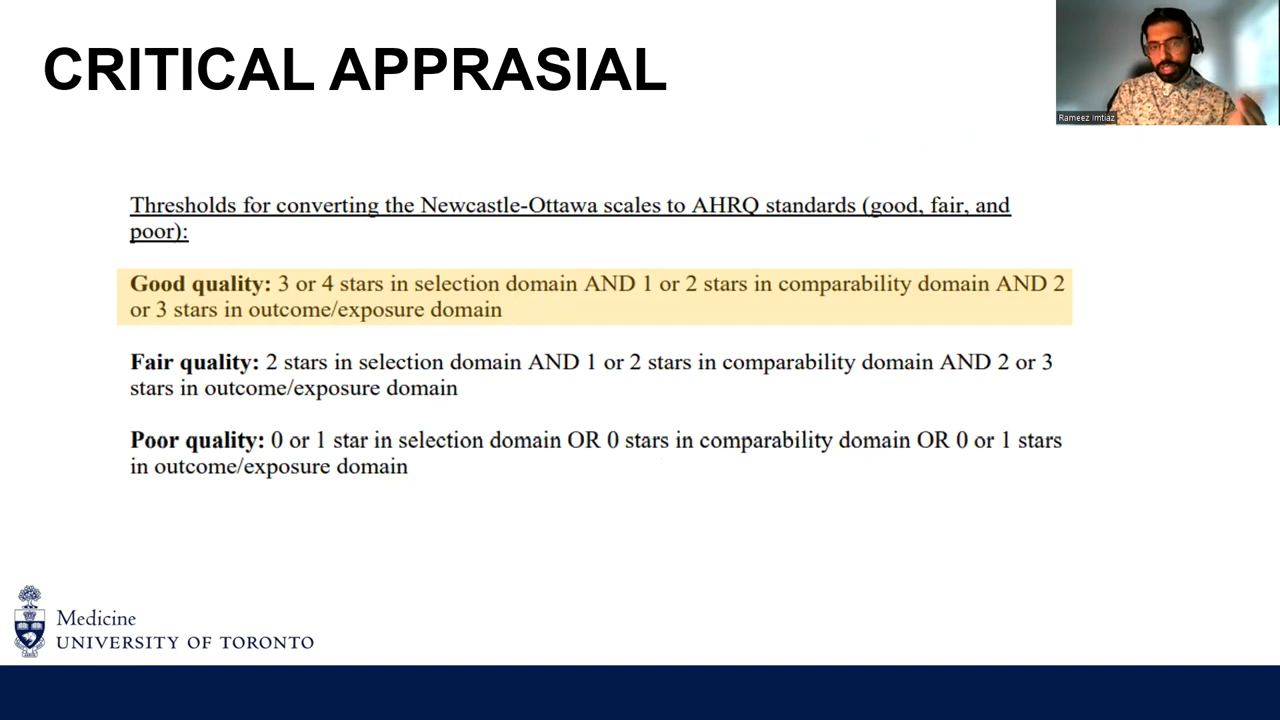 CRITICAL APPRASIAL
Rameez Imtiaz
Thresholds for converting the Newcastle-Ottawa scales to AHRQ standards (good, fair, and
poor):
Good quality: 3 or 4 stars in selection domain AND 1 or 2 stars in comparability domain AND 2
or 3 stars in outcome/exposure domain
Fair quality: 2 stars in selection domain AND 1 or 2 stars in comparability domain AND 2 or 3
stars in outcome/exposure domain
Poor quality: 0 or 1 star in selection domain OR 0 stars in comparability domain OR 0 or 1 stars
in outcome/exposure domain
Medicine
UNIVERSITY OF TORONTO